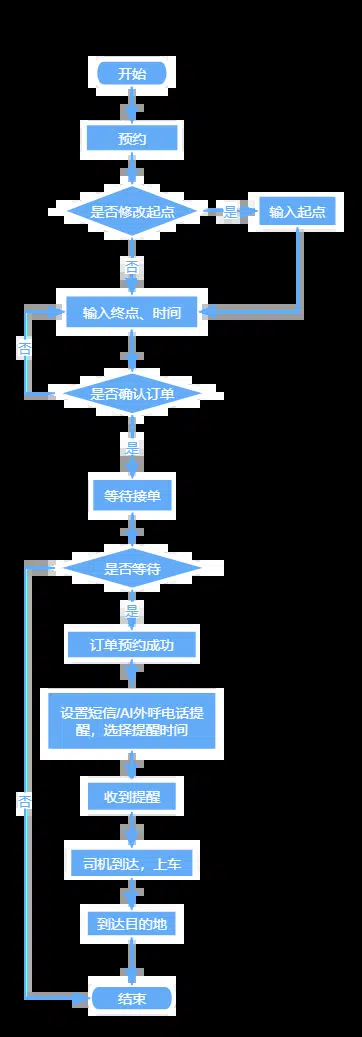 开始
预约
是否修改起点
是
输入起点
否
输入终点、时间
否
是否确认订单
是
等待接单
是否等待
是
订单预约成功
设置短信/AI外呼电话提
醒，选择提醒时间
收到提醒
否
司机到达，上车
到达目的地
结束